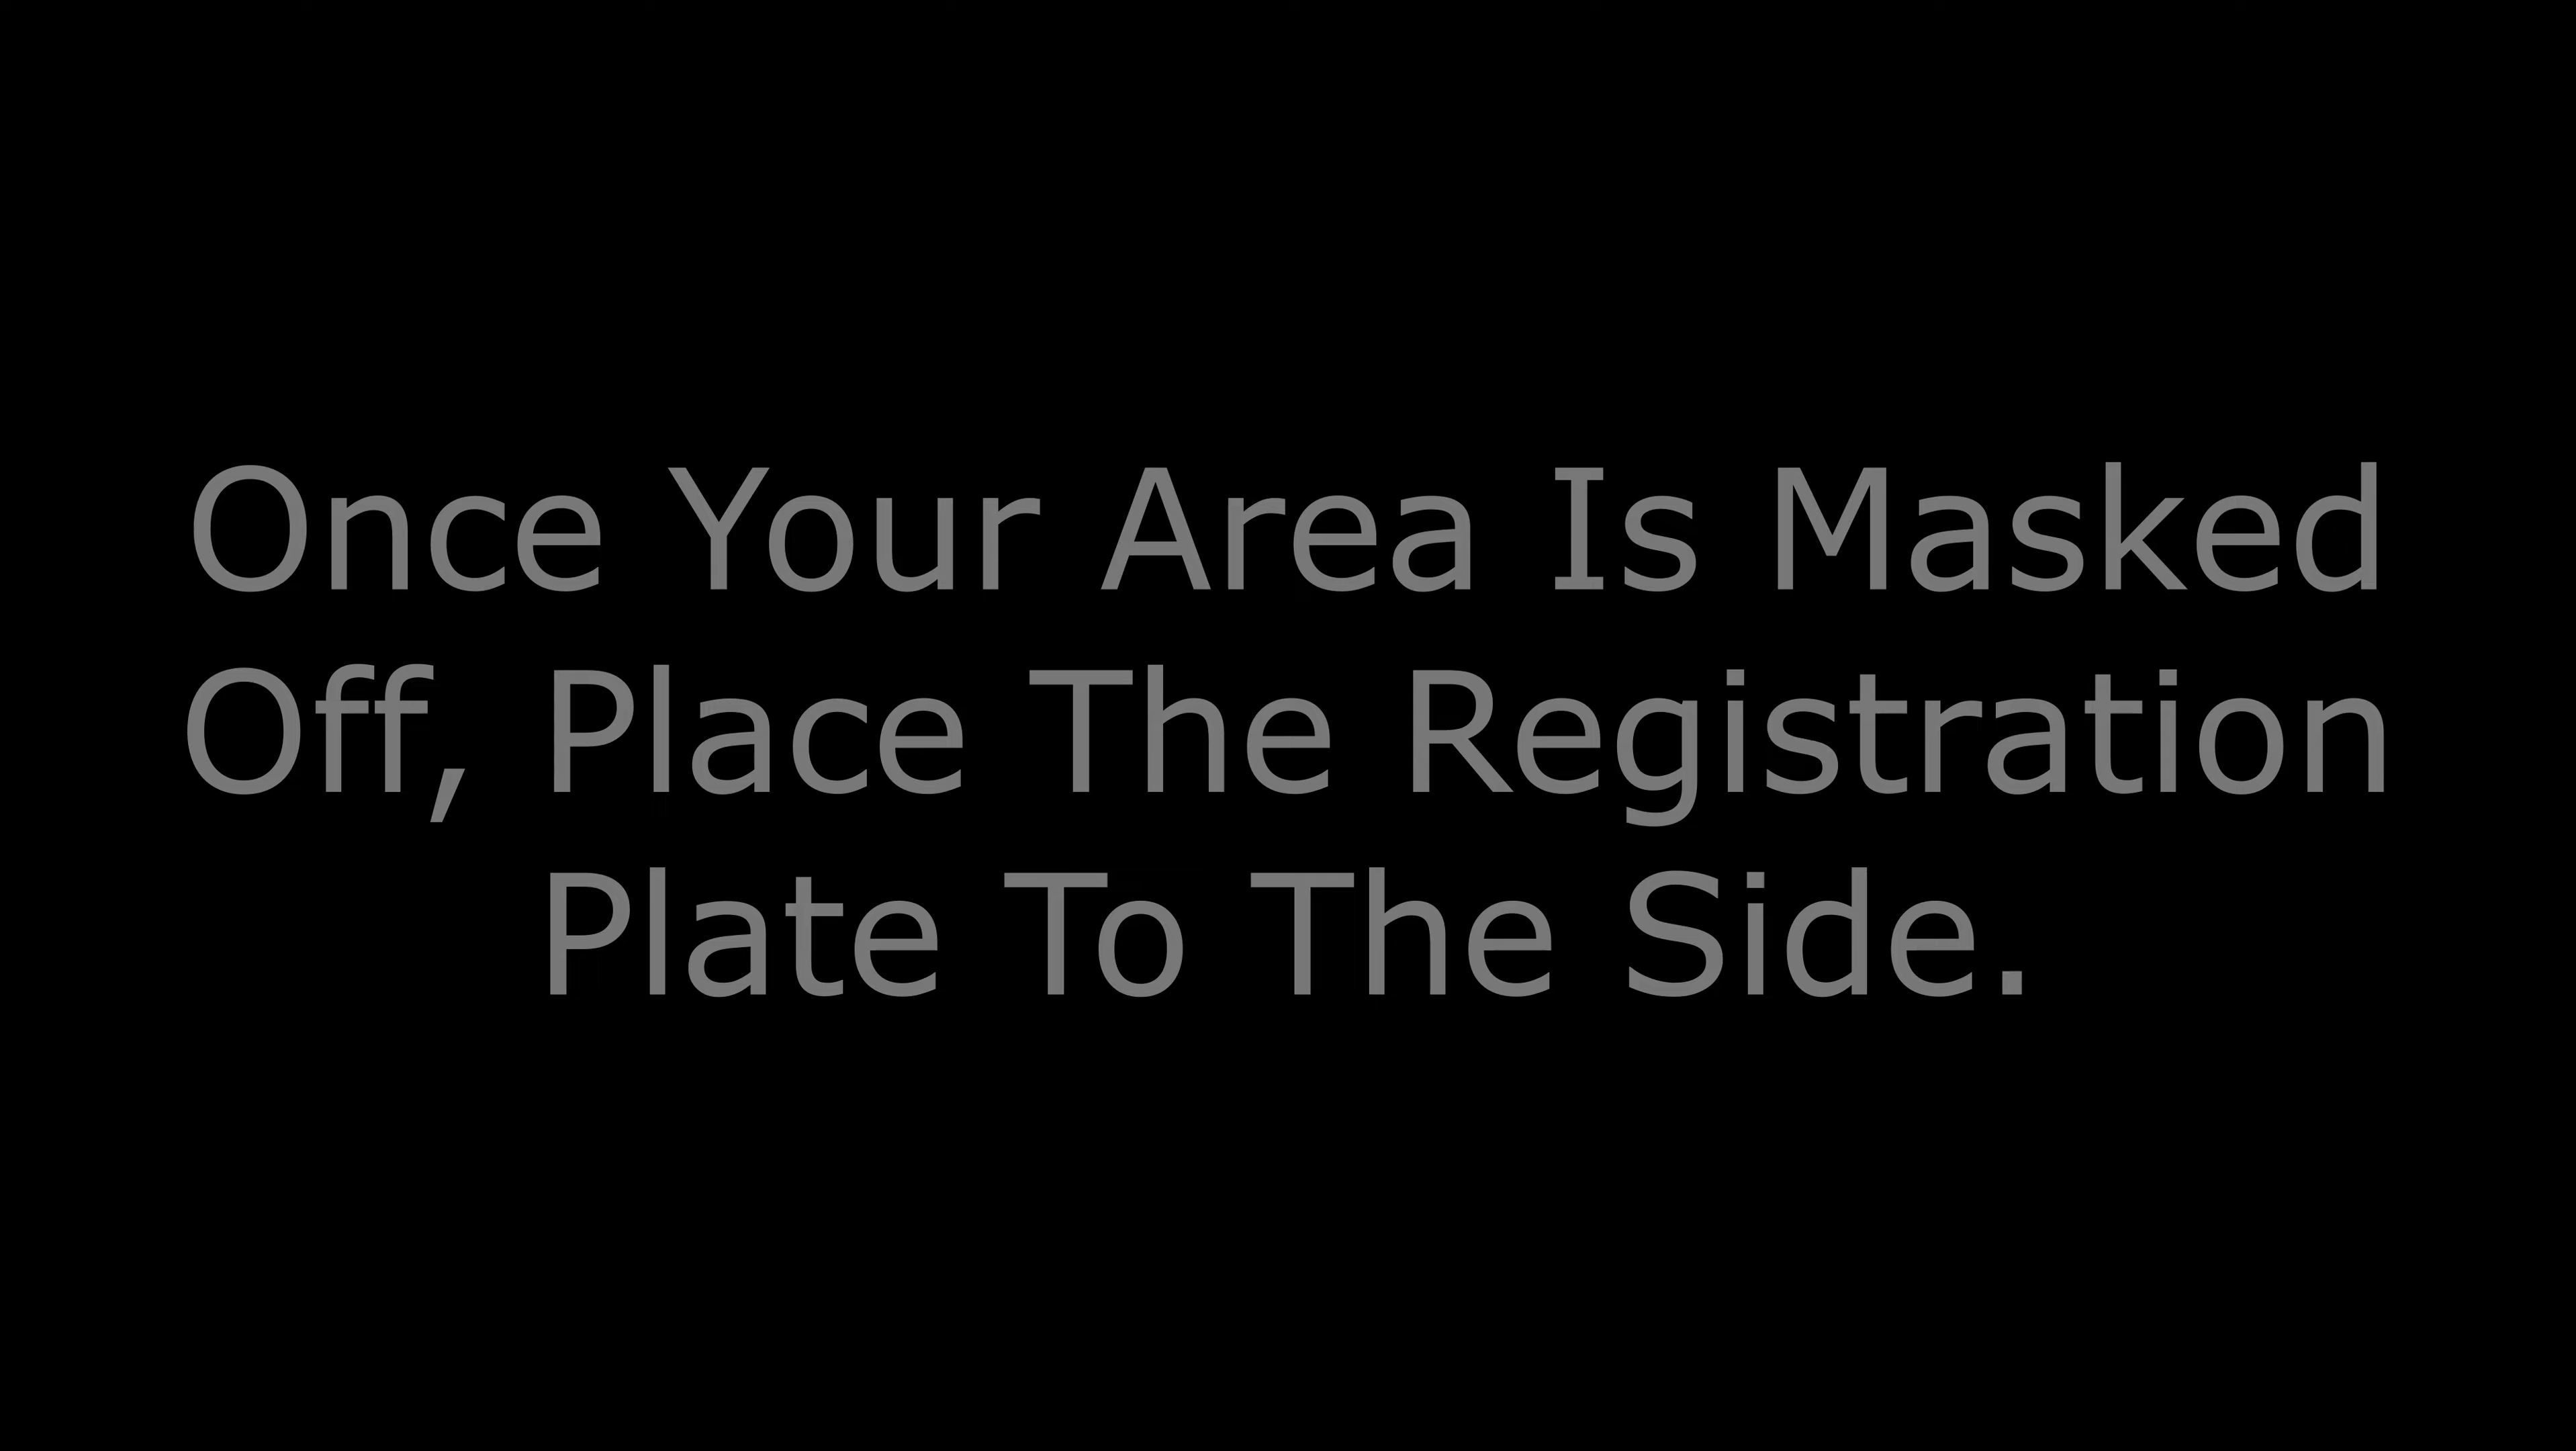 Once Your Area Is Masked
Off, Place The Registration
Plate To The Side.